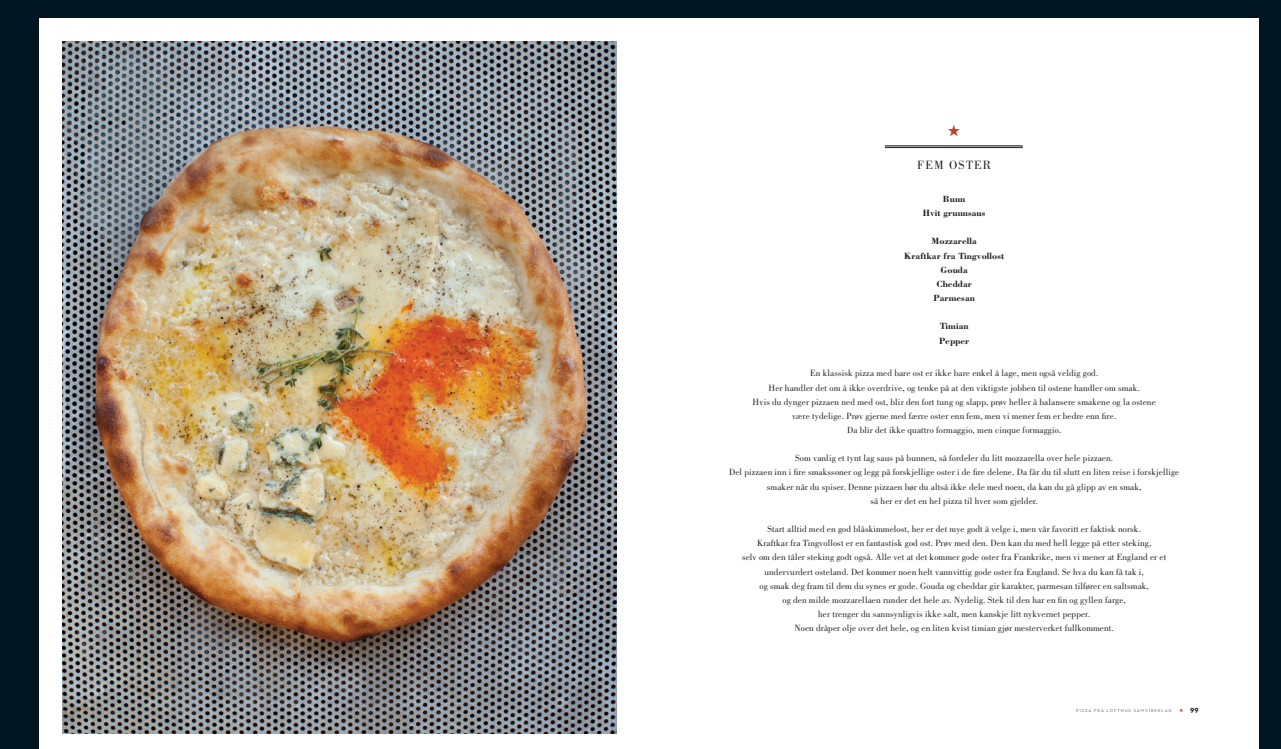 FEM OSTER
Bunn
Hvit grunnsaus
Mozzarella
Kraftkar fra Tingvollost
Gouda
Cheddar
Parmesan
Timian
Pepper
En klassisk pizza med bare ost er ikke bare enkel å lage, men også veldig god.
Her handler det om å ikke overdrive, og tenke på at den viktigste jobben til ostene handler om smak.
Hvis du dynger pizzaen ned med ost, blir den fort tung og slapp, prøv heller å balansere smakene og la ostene
være tydelige. Prøv gjerne med færre oster enn fem, men vi mener fem er bedre enn fire.
Da blir det ikke quattro formaggio, men cinque formaggio.
Som vanlig et tynt lag saus på bunnen, så fordeler du litt mozzarella over hele pizzaen.
Del pizzaen inn i fire smakssoner og legg på forskjellige oster i de fire delene. Da får du til slutt en liten reise i forskjellige
smaker når du spiser. Denne pizzaen bør du altså ikke dele med noen, da kan du gå glipp av en smak,
så her er det en hel pizza til hver som gjelder.
Start alltid med en god blåskimmelost, her er det mye godt å velge i, men vår favoritt er faktisk norsk.
Kraftkar fra Tingvollost er en fantastisk god ost. Prøv med den. Den kan du med hell legge på etter steking,
selv om den tåler steking godt også. Alle vet at det kommer gode oster fra Frankrike, men vi mener at England er et
undervurdert osteland. Det kommer noen helt vannvittig gode oster fra England. Se hva du kan få tak i,
og smak deg fram til dem du synes er gode. Gouda og cheddar gir karakter, parmesan tilfører en saltsmak,
og den milde mozzarellaen runder det hele av. Nydelig. Stek til den har en fin og gyllen farge,
her trenger du sannsynligvis ikke salt, men kanskje litt nykvernet pepper.
Noen dråper olje over det hele, og en liten kvist timian gjør mesterverket fullkomment.
PIZZA FRA LOFTHUS SAMVIRKELAG ★ 99